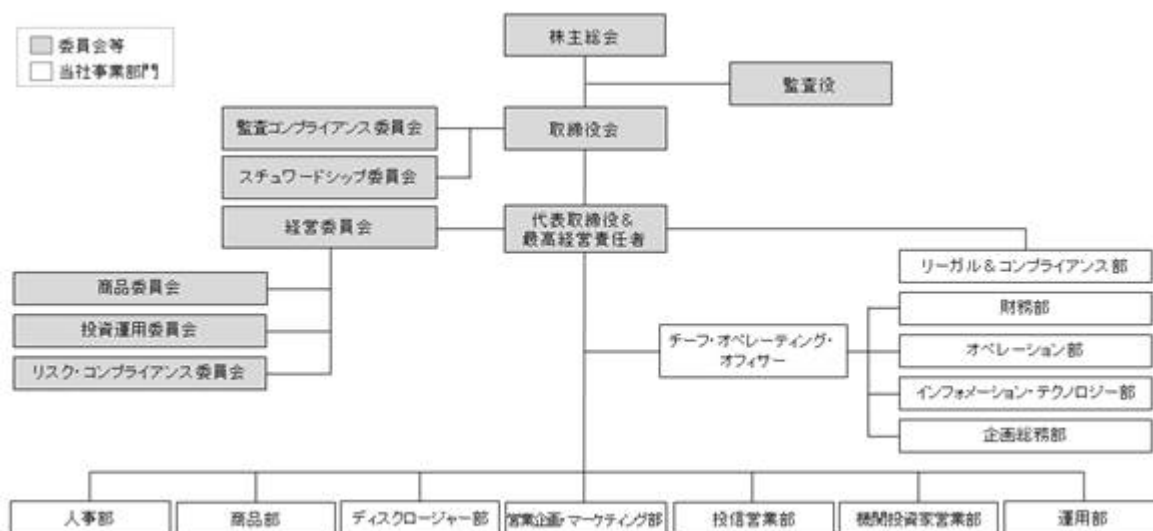 委員会等
当社事業部門
株主総会
監査役
監査コンプライアンス委員会
取締役会
スチュワードシップ委員会
経営委員会
代表取締役&
最高経営責任者
リーガル&コンプライアンス部
商品委員会
財務部
投資運用委員会
チーフ・オペレーティング・
オフィサー
オペレーション部
リスク・コンプライアンス委員会
インフォメーション・テクノロジー部
企画総務部
人事部
商品部
ディスクロージャー部
営業企画・マーケティング部
投信営業部
機関投資家営業部
運用部